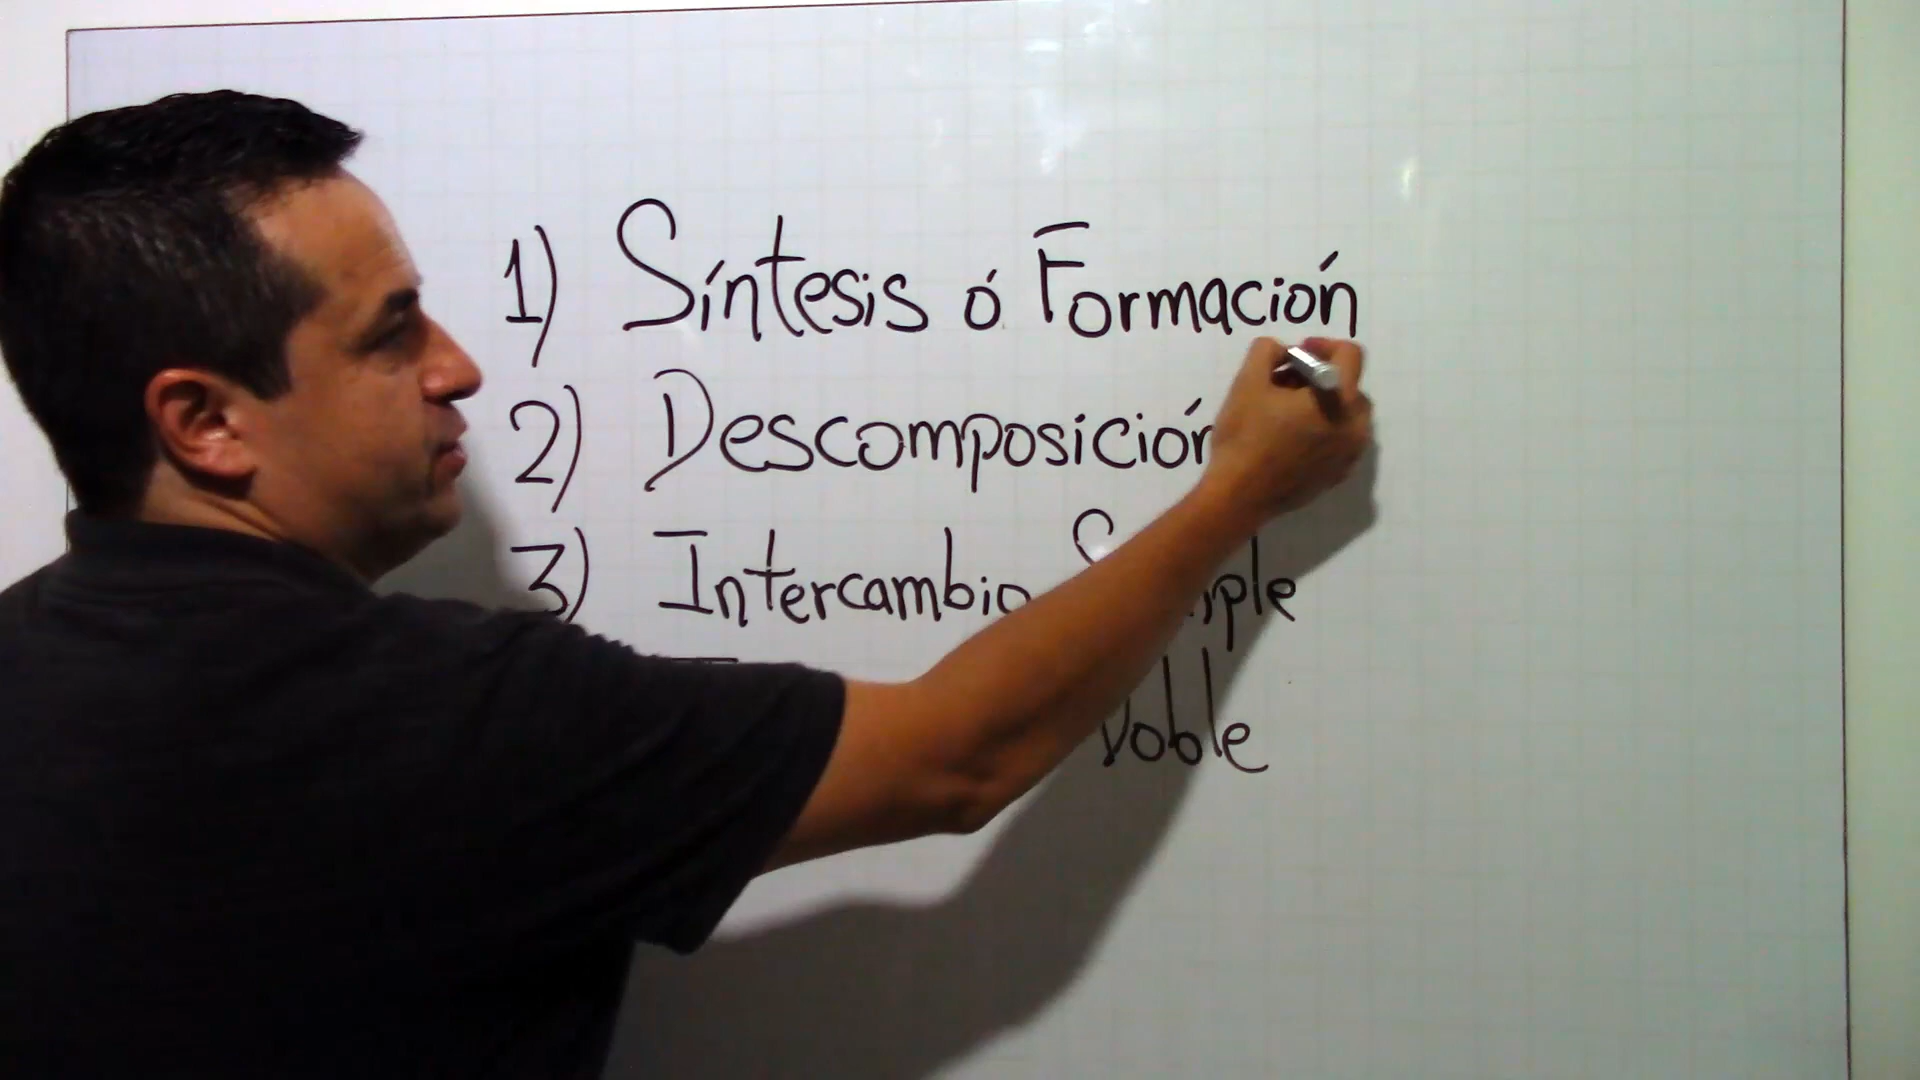 1) Síntesis ó Formación
2) Descomposición
3) Intercambio Simple
Doble